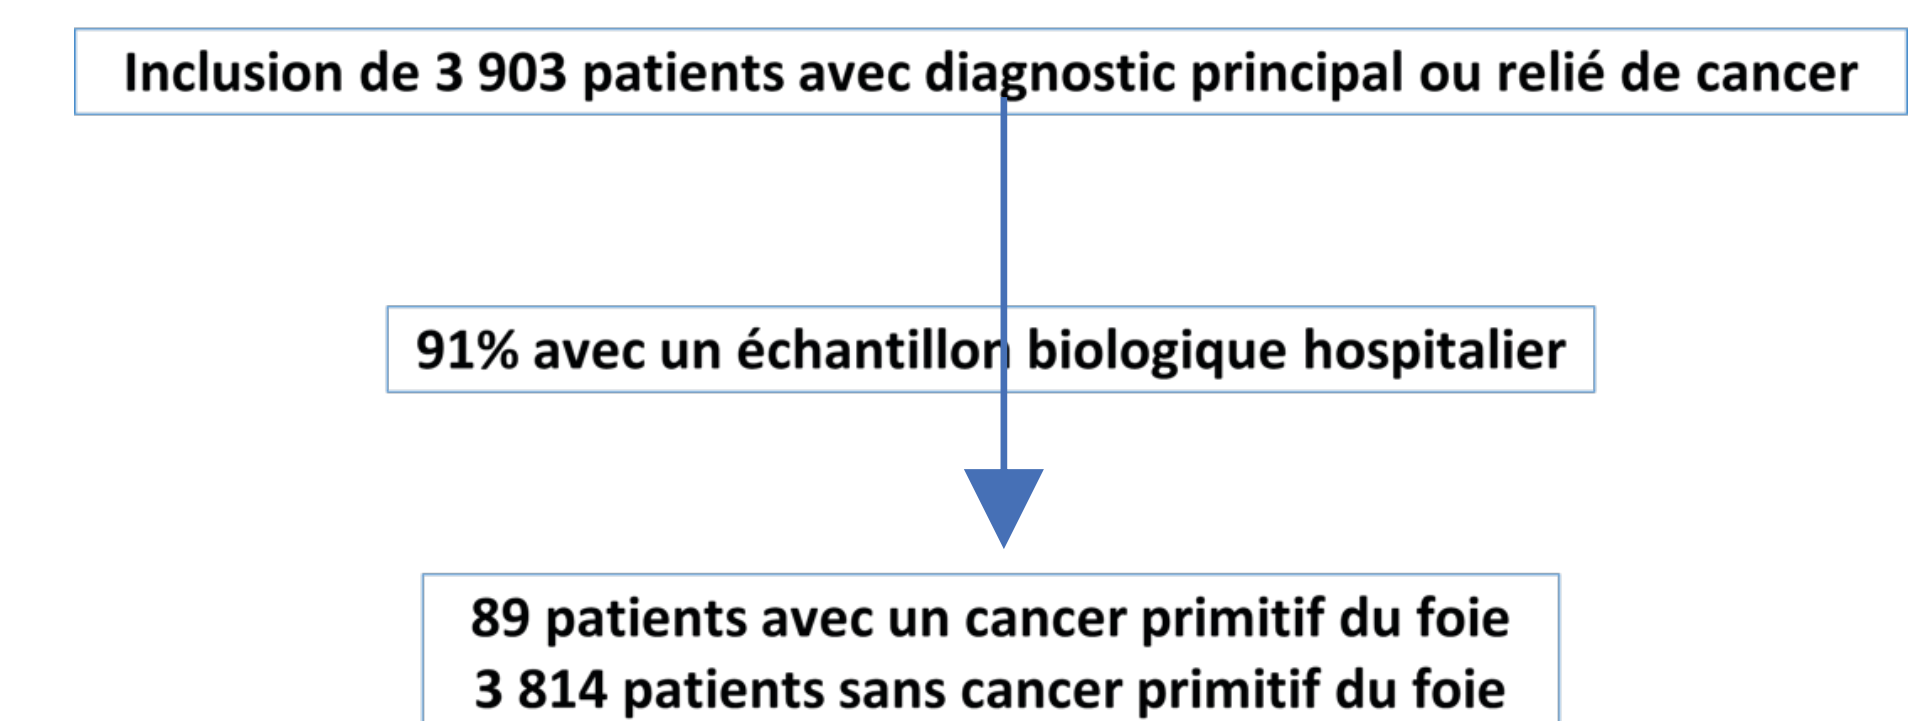 Inclusion de 3 903 patients avec diagnostic principal ou relié de cancer
91% avec un échantillon biologique hospitalier
89 patients avec un cancer primitif du foie
3 814 patients sans cancer primitif du foie